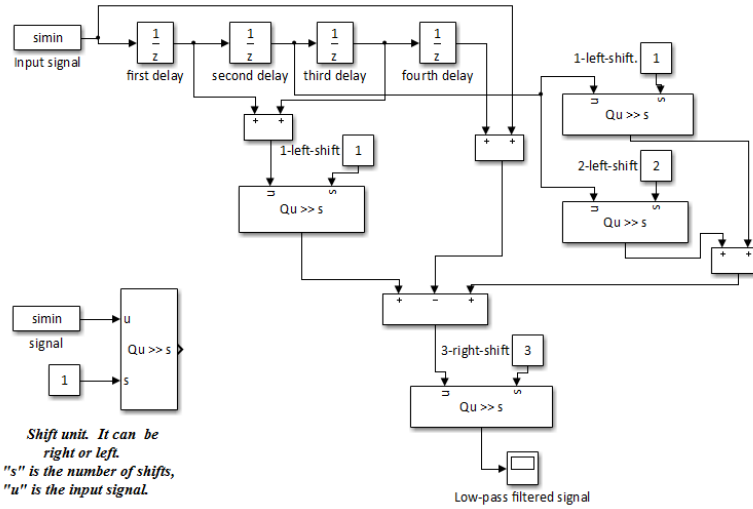 simin
Input signal
1
z
first delay
1
z
second delay
1
z
third delay
1
z
fourth delay
1-left-shift.
1
u
s
Qu >> s
+
+
1-left-shift
1
u
s
Qu >> s
+
+
2-left-shift
2
u
s
Qu >> s
+
+
+
−
+
3-right-shift
3
u
s
Qu >> s
Low-pass filtered signal
simin
signal
1
u
s
Qu >> s
Shift unit. It can be
right or left.
"s" is the number of shifts,
"u" is the input signal.